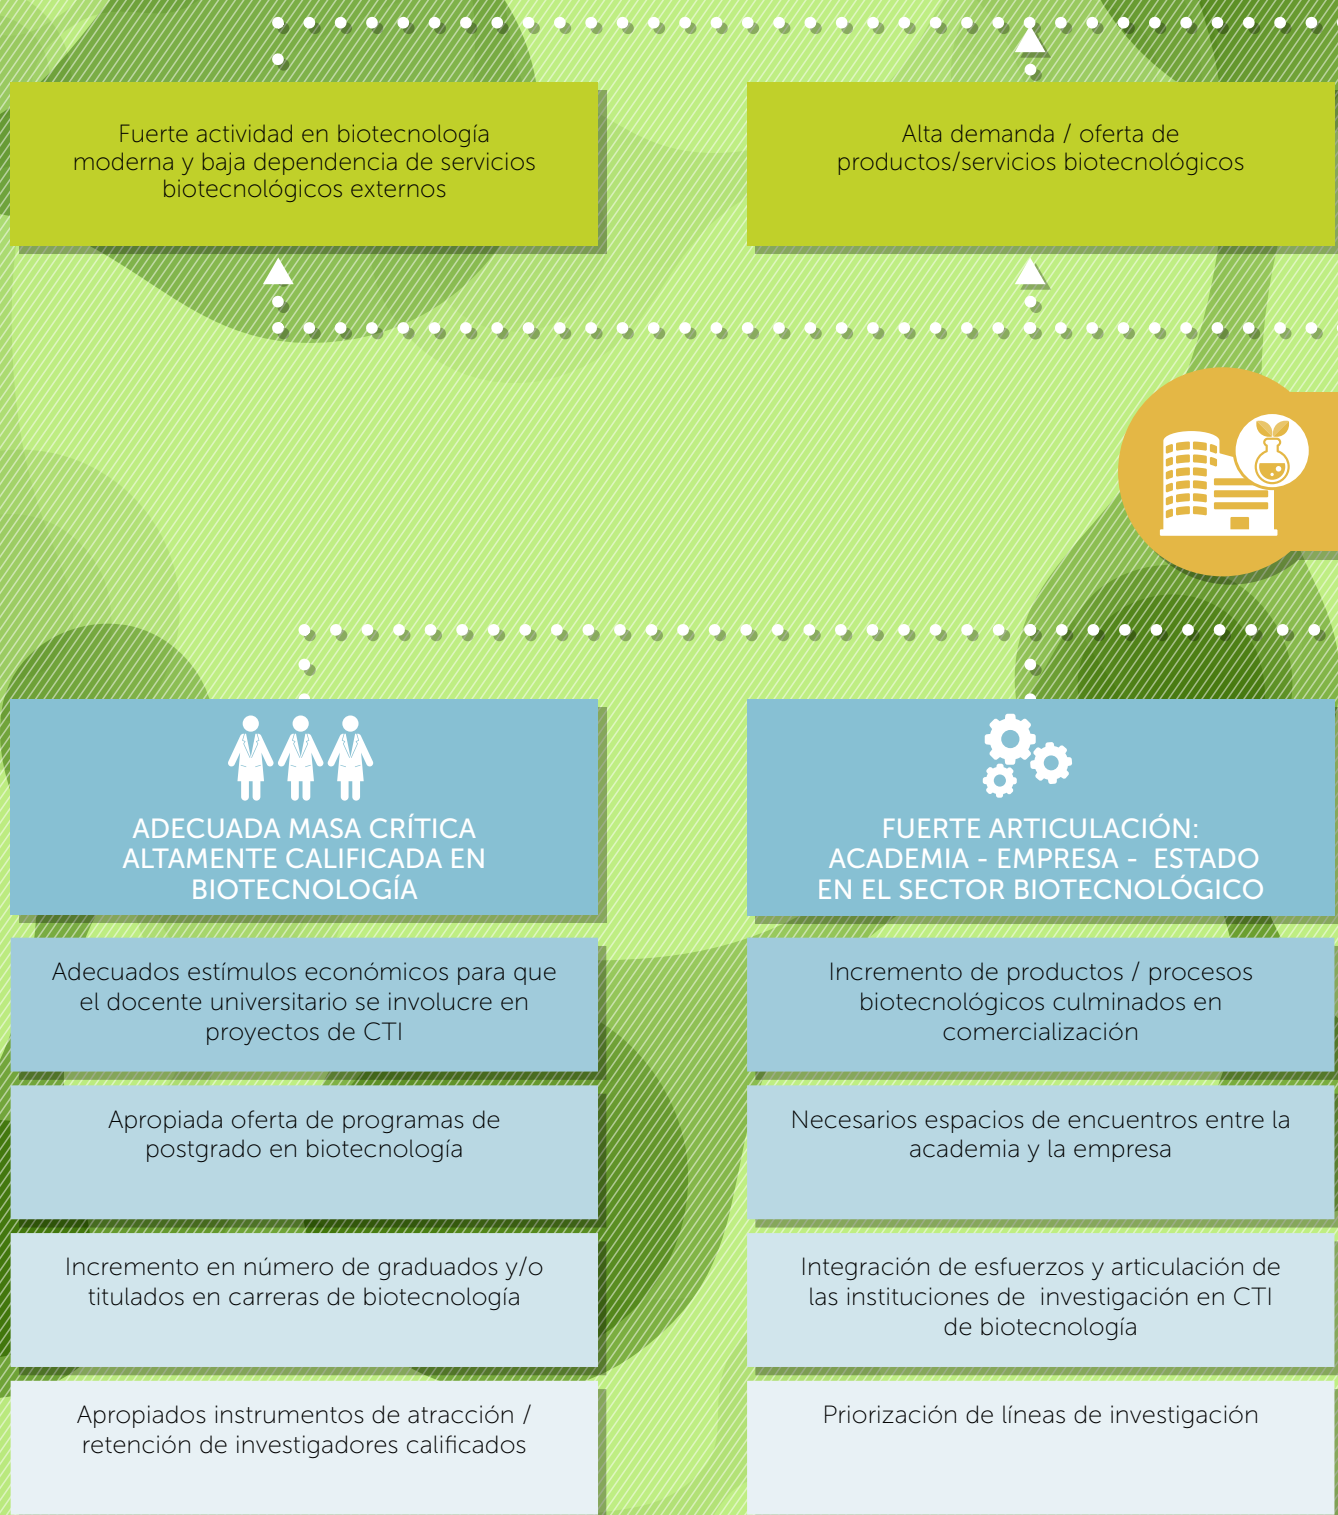 Fuerte actividad en biotecnología
moderna y baja dependencia de servicios
biotecnológicos externos
Alta demanda / oferta de
productos/servicios biotecnológicos
ADECUADA MASA CRÍTICA
ALTAMENTE CALIFICADA EN
BIOTECNOLOGÍA
Adecuados estímulos económicos para que
el docente universitario se involucre en
proyectos de CTI
Apropiada oferta de programas de
postgrado en biotecnología
Incremento en número de graduados y/o
titulados en carreras de biotecnología
Apropiados instrumentos de atracción /
retención de investigadores calificados
FUERTE ARTICULACIÓN:
ACADEMIA - EMPRESA - ESTADO
EN EL SECTOR BIOTECNOLÓGICO
Incremento de productos / procesos
biotecnológicos culminados en
comercialización
Necesarios espacios de encuentros entre la
academia y la empresa
Integración de esfuerzos y articulación de
las instituciones de investigación en CTI
de biotecnología
Priorización de líneas de investigación